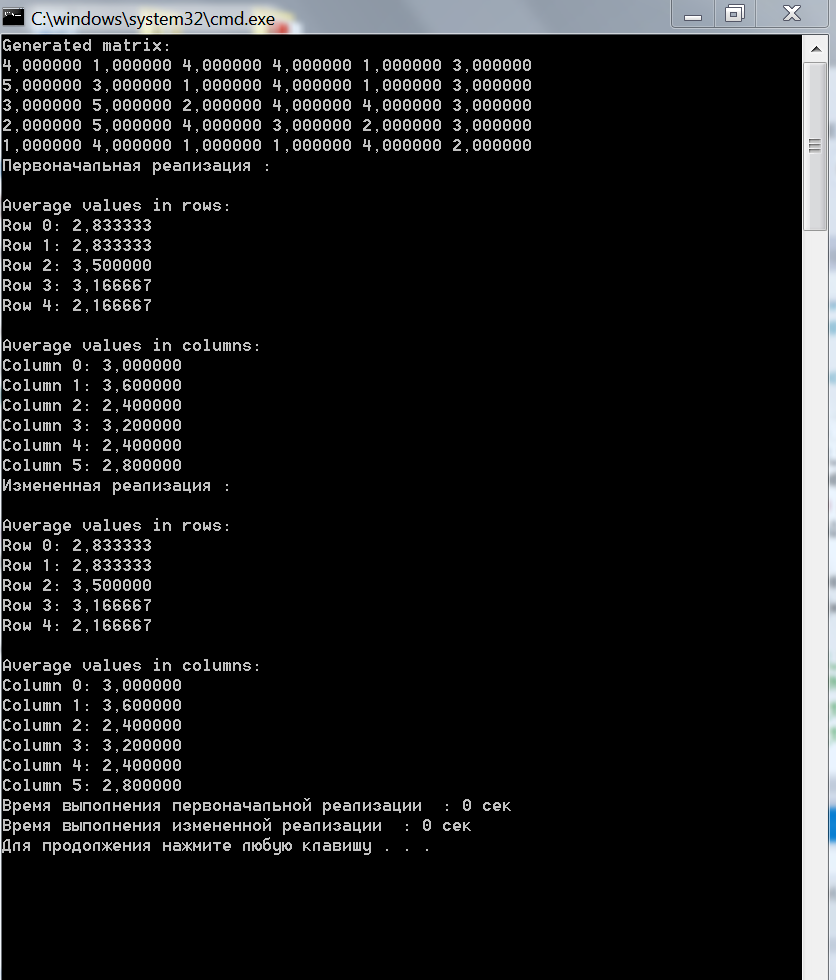 C:\windows\system32\cmd.exe
Generated matrix:
4,000000 1,000000 4,000000 4,000000 1,000000 3,000000
5,000000 3,000000 1,000000 4,000000 1,000000 3,000000
3,000000 5,000000 2,000000 4,000000 4,000000 3,000000
2,000000 5,000000 4,000000 3,000000 2,000000 3,000000
1,000000 4,000000 1,000000 1,000000 4,000000 2,000000
Первоначальная реализация :
Average values in rows:
Row 0: 2,833333
Row 1: 2,833333
Row 2: 3,500000
Row 3: 3,166667
Row 4: 2,166667
Average values in columns:
Column 0: 3,000000
Column 1: 3,600000
Column 2: 2,400000
Column 3: 3,200000
Column 4: 2,400000
Column 5: 2,800000
Измененная реализация :
Average values in rows:
Row 0: 2,833333
Row 1: 2,833333
Row 2: 3,500000
Row 3: 3,166667
Row 4: 2,166667
Average values in columns:
Column 0: 3,000000
Column 1: 3,600000
Column 2: 2,400000
Column 3: 3,200000
Column 4: 2,400000
Column 5: 2,800000
Время выполнения первоначальной реализации  : 0 сек
Время выполнения измененной реализации  : 0 сек
Для продолжения нажмите любую клавишу . . .